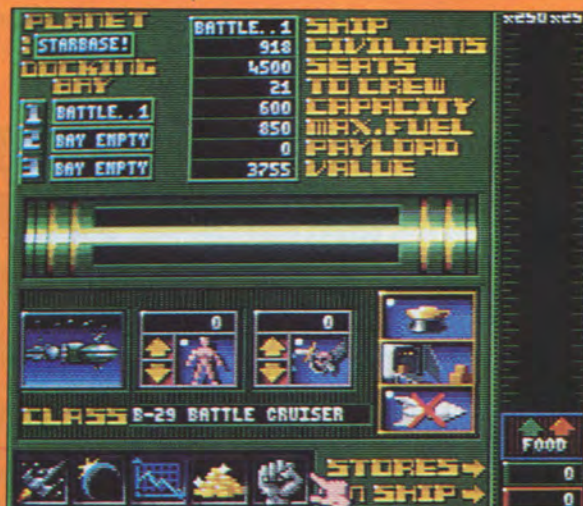 PLANET
STARBASE!
DOCKING
BAY
1 BATTLE..1
2 BAY EMPTY
3 BAY EMPTY
BATTLE..1 SHIP
918 CIVILIANS
4500 SEATS
21 TO CREW
600 CAPACITY
850 MAX.FUEL
0 PAYLOAD
3755 VALUE
x250 x25
0
0
CLASS B-29 BATTLE CRUISER
FOOD
STORES 0
SHIP 0